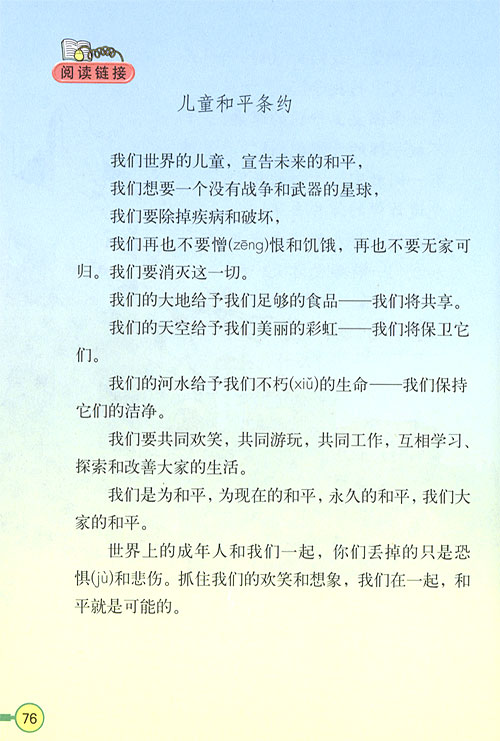 阅读链接
儿童和平条约
我们世界的儿童，宣告未来的和平，
我们想要一个没有战争和武器的星球，
我们要除掉疾病和破坏，
我们再也不要憎(zēng)恨和饥饿，再也不要无家可
归。我们要消灭这一切。
我们的大地给予我们足够的食品——我们将共享。
我们的天空给予我们美丽的彩虹——我们将保卫它
们。
我们的河水给予我们不朽(xiǔ)的生命——我们保持
它们的洁净。
我们要共同欢笑，共同游玩，共同工作，互相学习、
探索和改善大家的生活。
我们是为和平，为现在的和平，永久的和平，我们大
家的和平。
世界上的成年人和我们一起，你们丢掉的只是恐
惧(jù)和悲伤。抓住我们的欢笑和想象，我们在一起，和
平就是可能的。
76